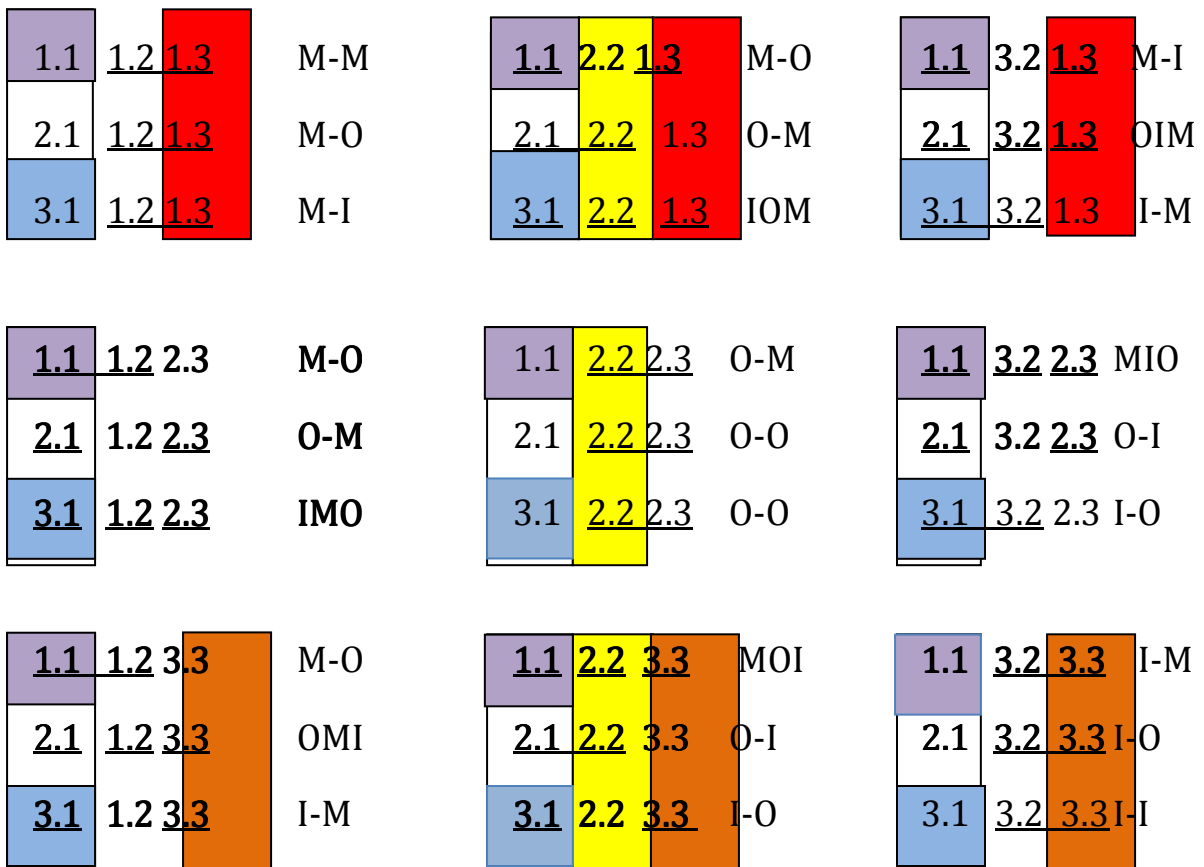 1.1 1.2 1.3 M-M 1.1 2.2 1.3 M-O 1.1 3.2 1.3 M-I
2.1 1.2 1.3 M-O 2.1 2.2 1.3 O-M 2.1 3.2 1.3 OIM
3.1 1.2 1.3 M-I 3.1 2.2 1.3 IOM 3.1 3.2 1.3 I-M
1.1 1.2 2.3 M-O 1.1 2.2 2.3 O-M 1.1 3.2 2.3 MIO
2.1 1.2 2.3 O-M 2.1 2.2 2.3 O-O 2.1 3.2 2.3 O-I
3.1 1.2 2.3 IMO 3.1 2.2 2.3 O-O 3.1 3.2 2.3 I-O
1.1 1.2 3.3 M-O 1.1 2.2 3.3 MOI 1.1 3.2 3.3 I-M
2.1 1.2 3.3 OMI 2.1 2.2 3.3 O-I 2.1 3.2 3.3 I-O
3.1 1.2 3.3 I-M 3.1 2.2 3.3 I-O 3.1 3.2 3.3 I-I